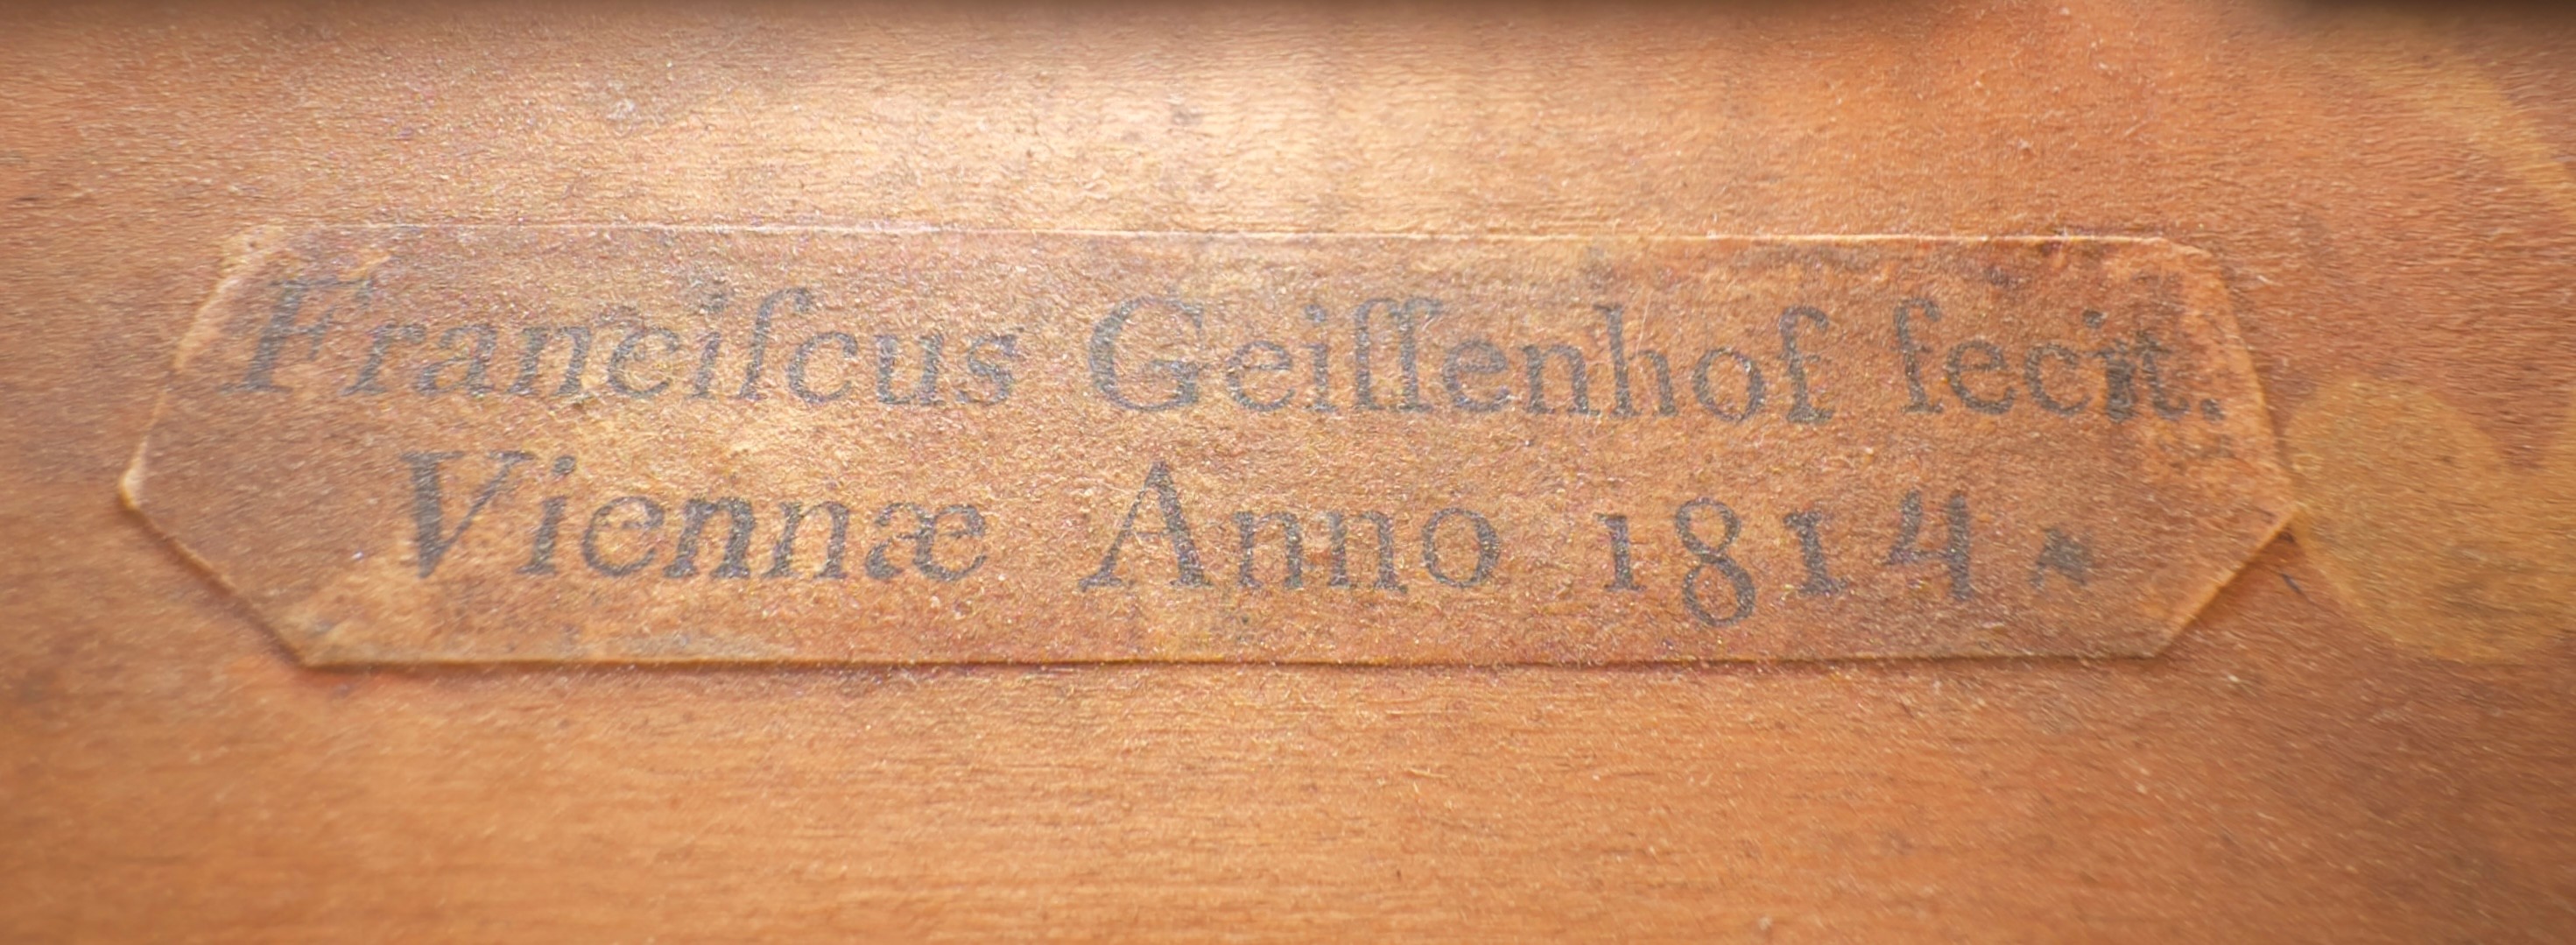 Franciſcus Geiſſenhof fecit.
Viennæ Anno 1814